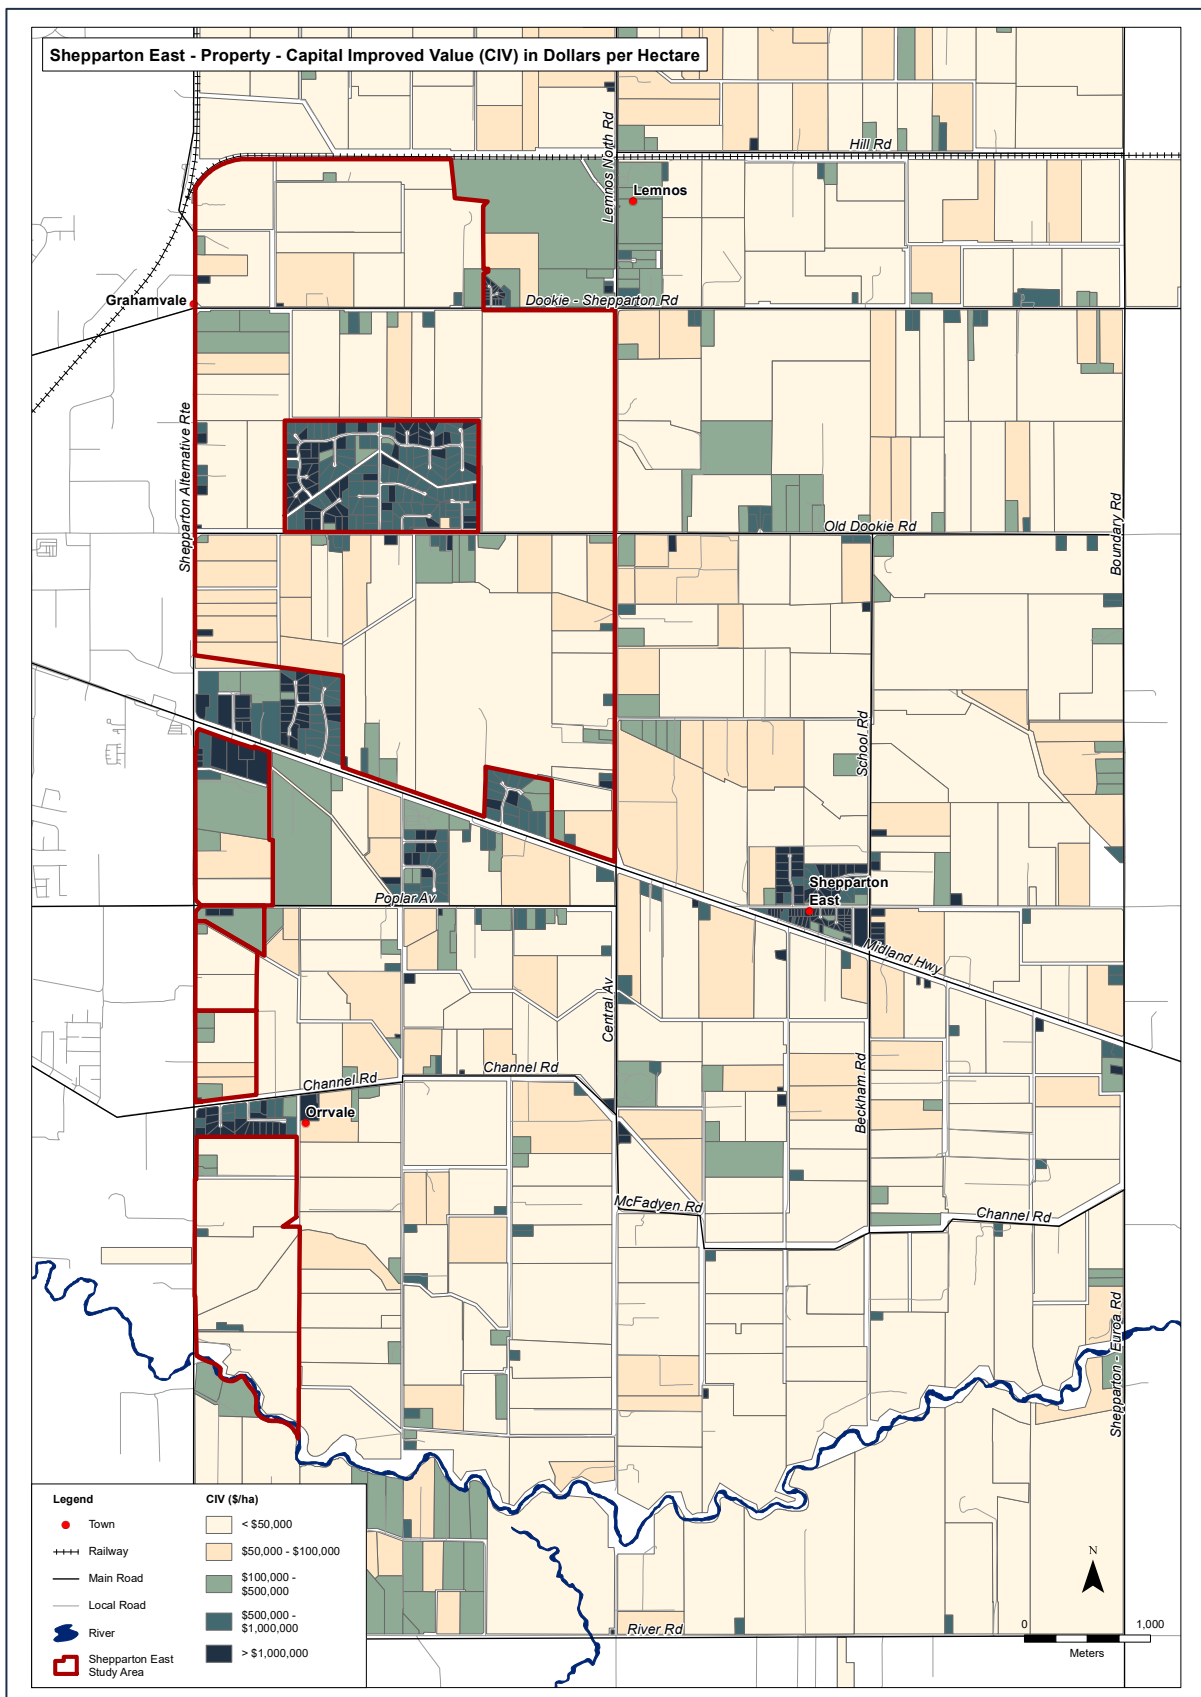 Shepparton East - Property - Capital Improved Value (CIV) in Dollars per Hectare
Lemnos North Rd
Hill Rd
Lemnos
Grahamvale
Dookie - Shepparton Rd
Shepparton Alternative Rte
Old Dookie Rd
Boundary Rd
School Rd
Shepparton
East
Poplar Av
Midland Hwy
Central Av
Channel Rd
Channel Rd
Orrvale
Beckham Rd
McFadyen Rd
Channel Rd
Shepparton - Euroa Rd
River Rd
Legend
Town
Railway
Main Road
Local Road
River
Shepparton East
Study Area
CIV ($/ha)
< $50,000
$50,000 - $100,000
$100,000 -
$500,000
$500,000 -
$1,000,000
> $1,000,000
N
0 1,000
Meters